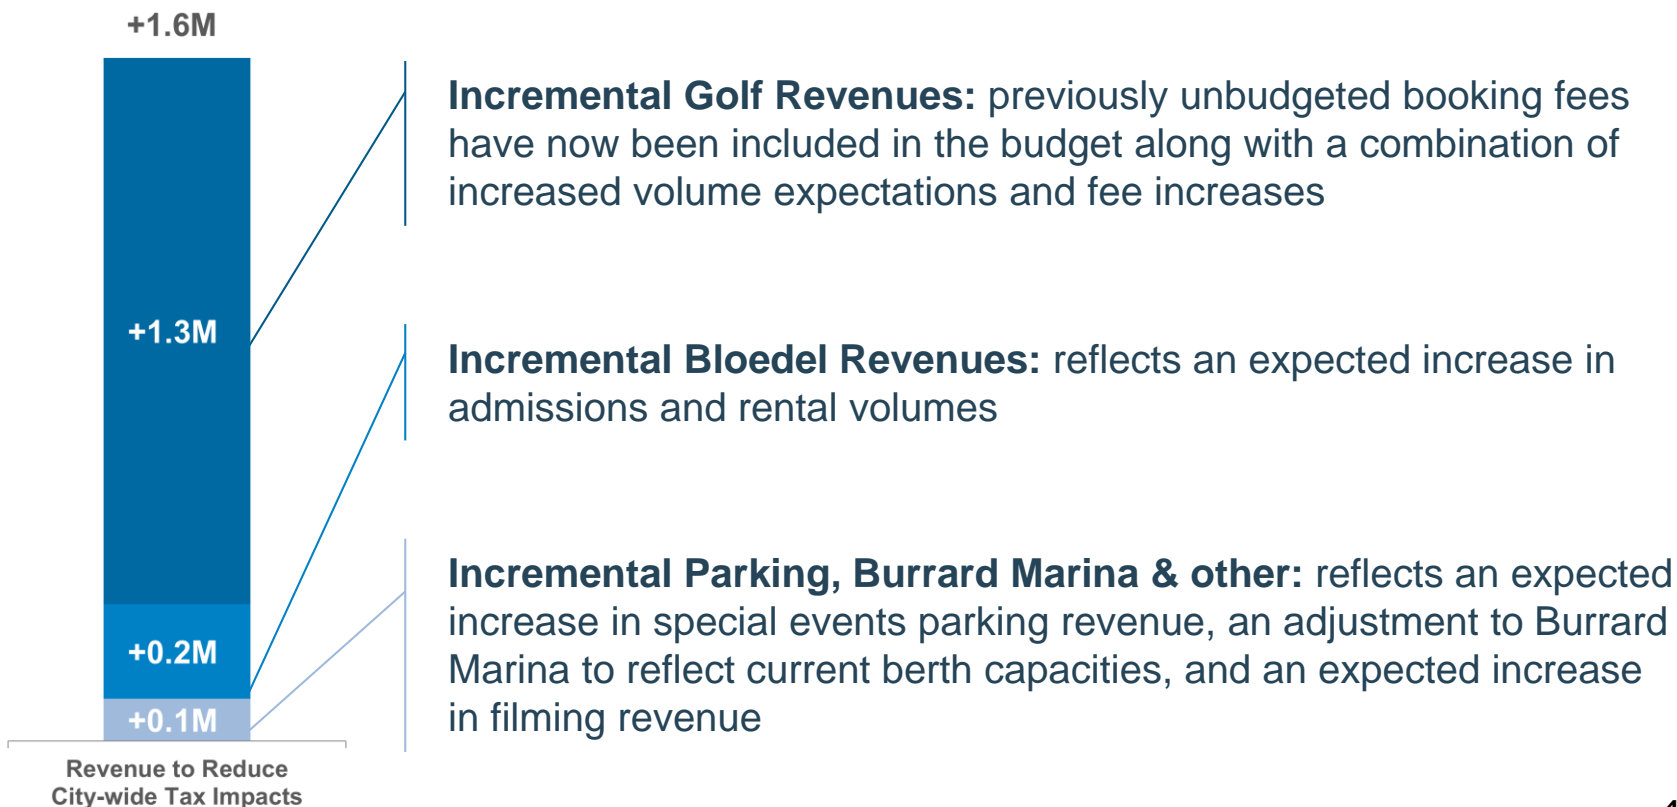 +1.6M
Incremental Golf Revenues: previously unbudgeted booking fees
have now been included in the budget along with a combination of
increased volume expectations and fee increases
+1.3M
Incremental Bloedel Revenues: reflects an expected increase in
admissions and rental volumes
+0.2M
Incremental Parking, Burrard Marina & other: reflects an expected
increase in special events parking revenue, an adjustment to Burrard
Marina to reflect current berth capacities, and an expected increase
in filming revenue
+0.1M
Revenue to Reduce
City-wide Tax Impacts